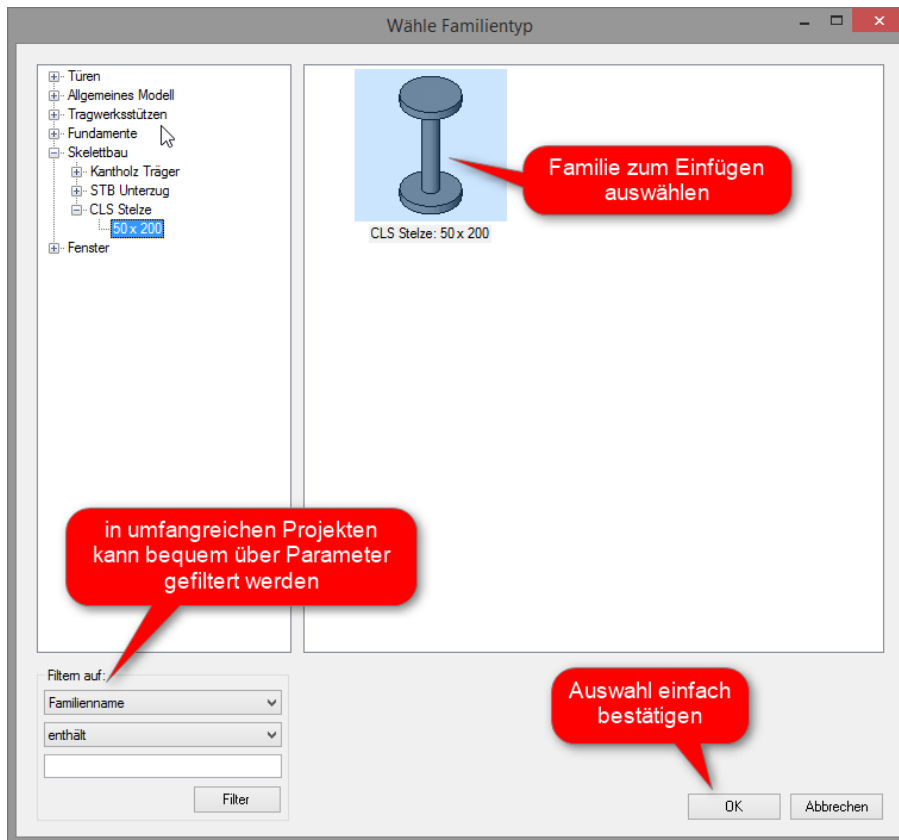 Wähle Familientyp
Türen
Allgemeines Modell
Tragwerksstützen
Fundamente
Skelettbau
Kantholz Träger
STB Unterzug
CLS Stelze
50 x 200
Fenster
CLS Stelze: 50 x 200
Familie zum Einfügen
auswählen
in umfangreichen Projekten
kann bequem über Parameter
gefiltert werden
Filtern auf:
Familienname
enthält
Filter
Auswahl einfach
bestätigen
OK
Abbrechen